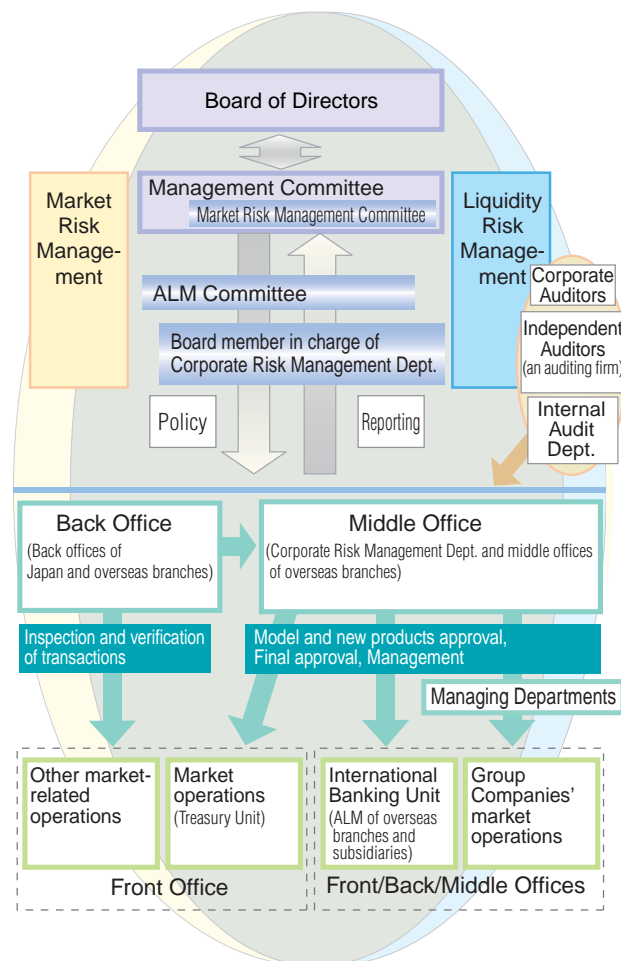 Board of Directors
Management Committee
Market Risk Management Committee
Market
Risk
Manage-
ment
Liquidity
Risk
Manage-
ment
Corporate
Auditors
Independent
Auditors
(an auditing firm)
Internal
Audit
Dept.
ALM Committee
Board member in charge of
Corporate Risk Management Dept.
Policy
Reporting
Back Office
(Back offices of
Japan and overseas branches)
Middle Office
(Corporate Risk Management Dept. and middle offices
of overseas branches)
Inspection and verification
of transactions
Model and new products approval,
Final approval, Management
Managing Departments
Other market-
related
operations
Market
operations
(Treasury Unit)
International
Banking Unit
(ALM of overseas
branches and
subsidiaries)
Group
Companies'
market
operations
Front Office
Front/Back/Middle Offices